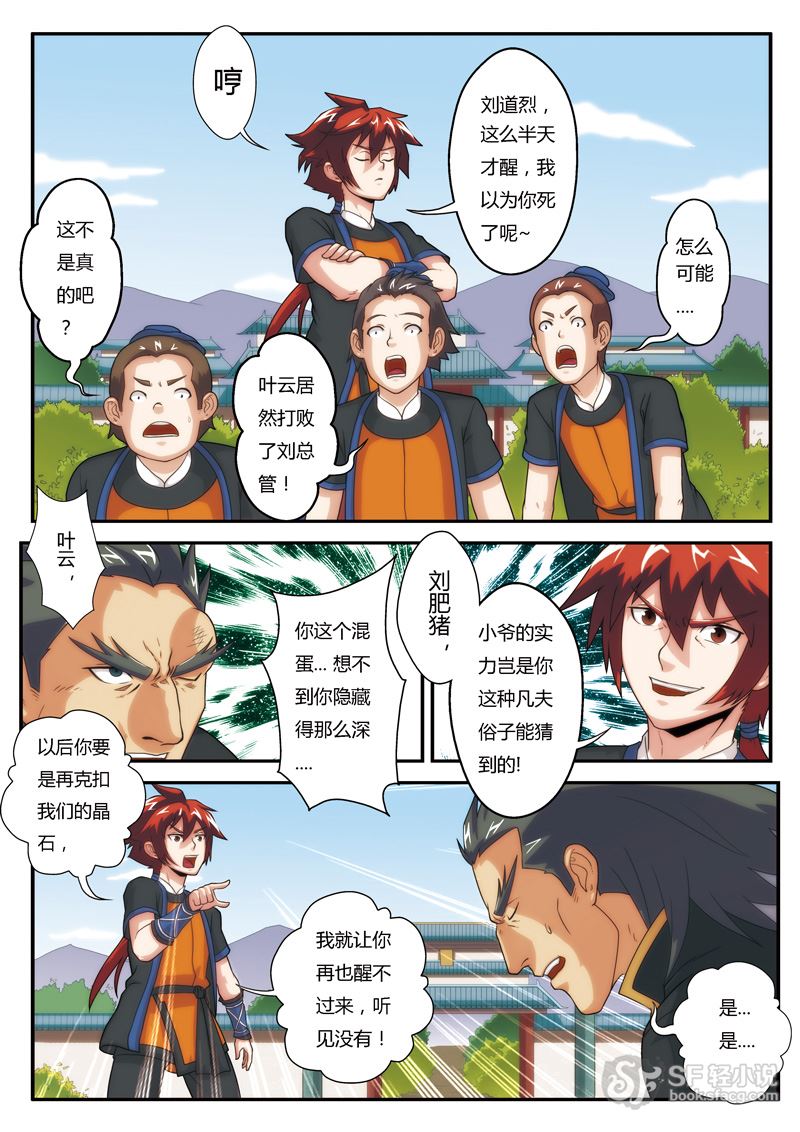 哼
刘道烈，
这么半天
才醒，我
以为你死
了呢~
这不
是真
的吧
？
怎么
可能
....
叶云居
然打败
了刘总
管！
叶云，
你这个混
蛋... 想不
到你隐藏
得那么深
....
刘肥猪，
小爷的实
力岂是你
这种凡夫
俗子能猜
到的!
以后你要
是再克扣
我们的晶
石，
我就让你
再也醒不
过来，听
见没有！
是...
是....
SF轻小说
book.sfacg.com